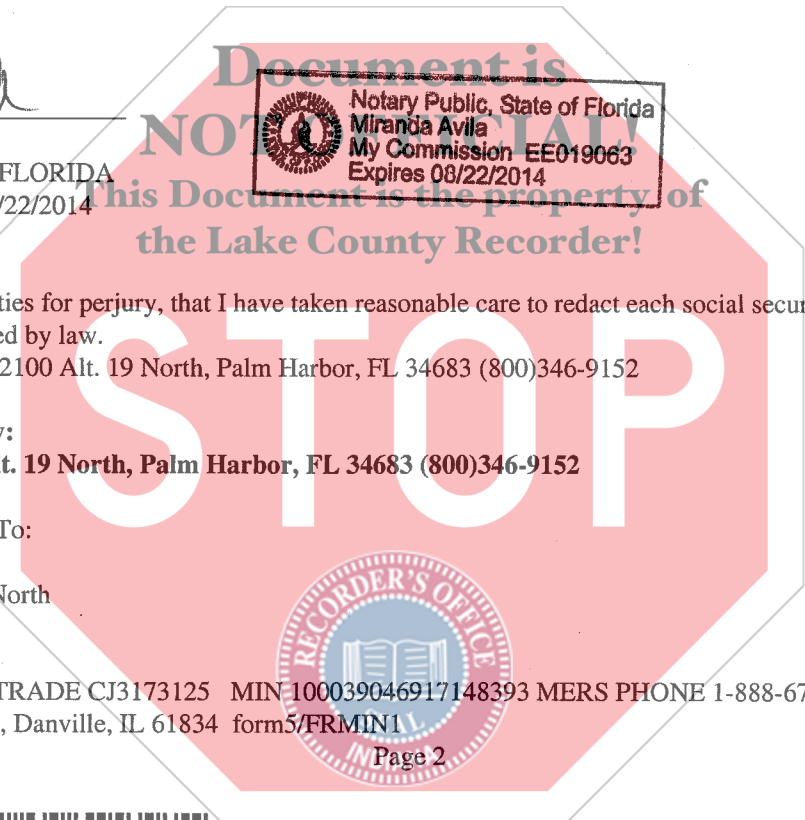 Document is
NOT OFFICIAL!
This Document is the property of
the Lake County Recorder!
Notary Public, State of Florida
Miranda Avila
My Commission EE019063
Expires 08/22/2014
FLORIDA
/22/2014
ties for perjury, that I have taken reasonable care to redact each social secur
ed by law.
2100 Alt. 19 North, Palm Harbor, FL 34683 (800)346-9152
y:
lt. 19 North, Palm Harbor, FL 34683 (800)346-9152
To:
North
STOP
TRADE CJ3173125 MIN 100039046917148393 MERS PHONE 1-888-67
, Danville, IL 61834 form5/FRMIN1
Page 2
RECORDER'S OFFICE
SEAL
INDIANA